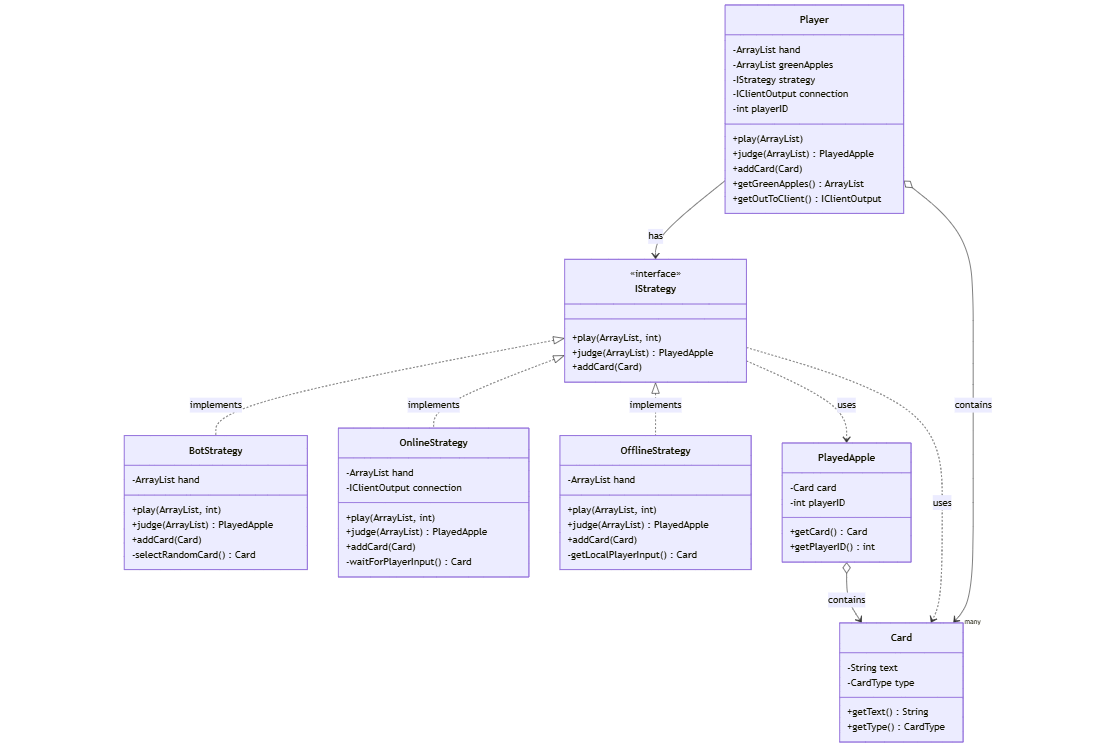 Player
-ArrayList hand
-ArrayList greenApples
-IStrategy strategy
-IClientOutput connection
-int playerID
+play(ArrayList)
+judge(ArrayList) : PlayedApple
+addCard(Card)
+getGreenApples() : ArrayList
+getOutToClient() : IClientOutput
has
«interface»
IStrategy
+play(ArrayList, int)
+judge(ArrayList) : PlayedApple
+addCard(Card)
implements
implements
implements
uses
contains
BotStrategy
-ArrayList hand
+play(ArrayList, int)
+judge(ArrayList) : PlayedApple
+addCard(Card)
-selectRandomCard() : Card
OnlineStrategy
-ArrayList hand
-IClientOutput connection
+play(ArrayList, int)
+judge(ArrayList) : PlayedApple
+addCard(Card)
-waitForPlayerInput() : Card
OfflineStrategy
-ArrayList hand
+play(ArrayList, int)
+judge(ArrayList) : PlayedApple
+addCard(Card)
-getLocalPlayerInput() : Card
PlayedApple
-Card card
-int playerID
+getCard() : Card
+getPlayerID() : int
uses
contains
many
Card
-String text
-CardType type
+getText() : String
+getType() : CardType